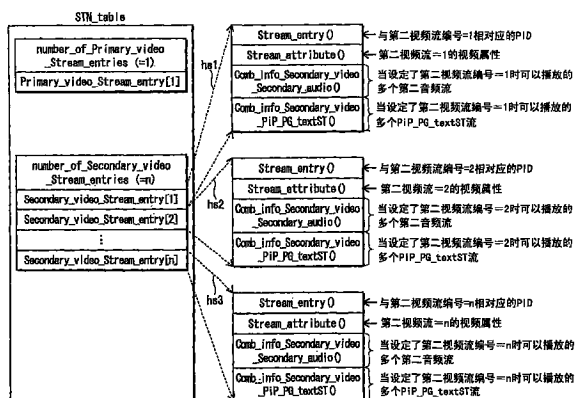 STN_table
number_of_Primary_video
_Stream_entries (=1)
Primary_video_Stream_entry[1]
number_of_Secondary_video
_Stream_entries (=n)
Secondary_video_Stream_entry[1]
Secondary_video_Stream_entry[2]
⋮
Secondary_video_Stream_entry[n]
hs1
Stream_entry()
与第二视频流编号=1相对应的PID
Stream_attribute()
第二视频流=1的视频属性
Comb_info_Secondary_video
_Secondary_audio()
当设定了第二视频流编号=1时可以播放的
多个第二音频流
Comb_info_Secondary_video
_PiP_PG_textST()
当设定了第二视频流编号=1时可以播放的
多个PiP_PG_textST流
hs2
Stream_entry()
与第二视频流编号=2相对应的PID
Stream_attribute()
第二视频流=2的视频属性
Comb_info_Secondary_video
_Secondary_audio()
当设定了第二视频流编号=2时可以播放的
多个第二音频流
Comb_info_Secondary_video
_PiP_PG_textST()
当设定了第二视频流编号=2时可以播放的
多个PiP_PG_textST流
hs3
Stream_entry()
与第二视频流编号=n相对应的PID
Stream_attribute()
第二视频流=n的视频属性
Comb_info_Secondary_video
_Secondary_audio()
当设定了第二视频流编号=n时可以播放的
多个第二音频流
Comb_info_Secondary_video
_PiP_PG_textST()
当设定了第二视频流编号=n时可以播放的
多个PiP_PG_textST流